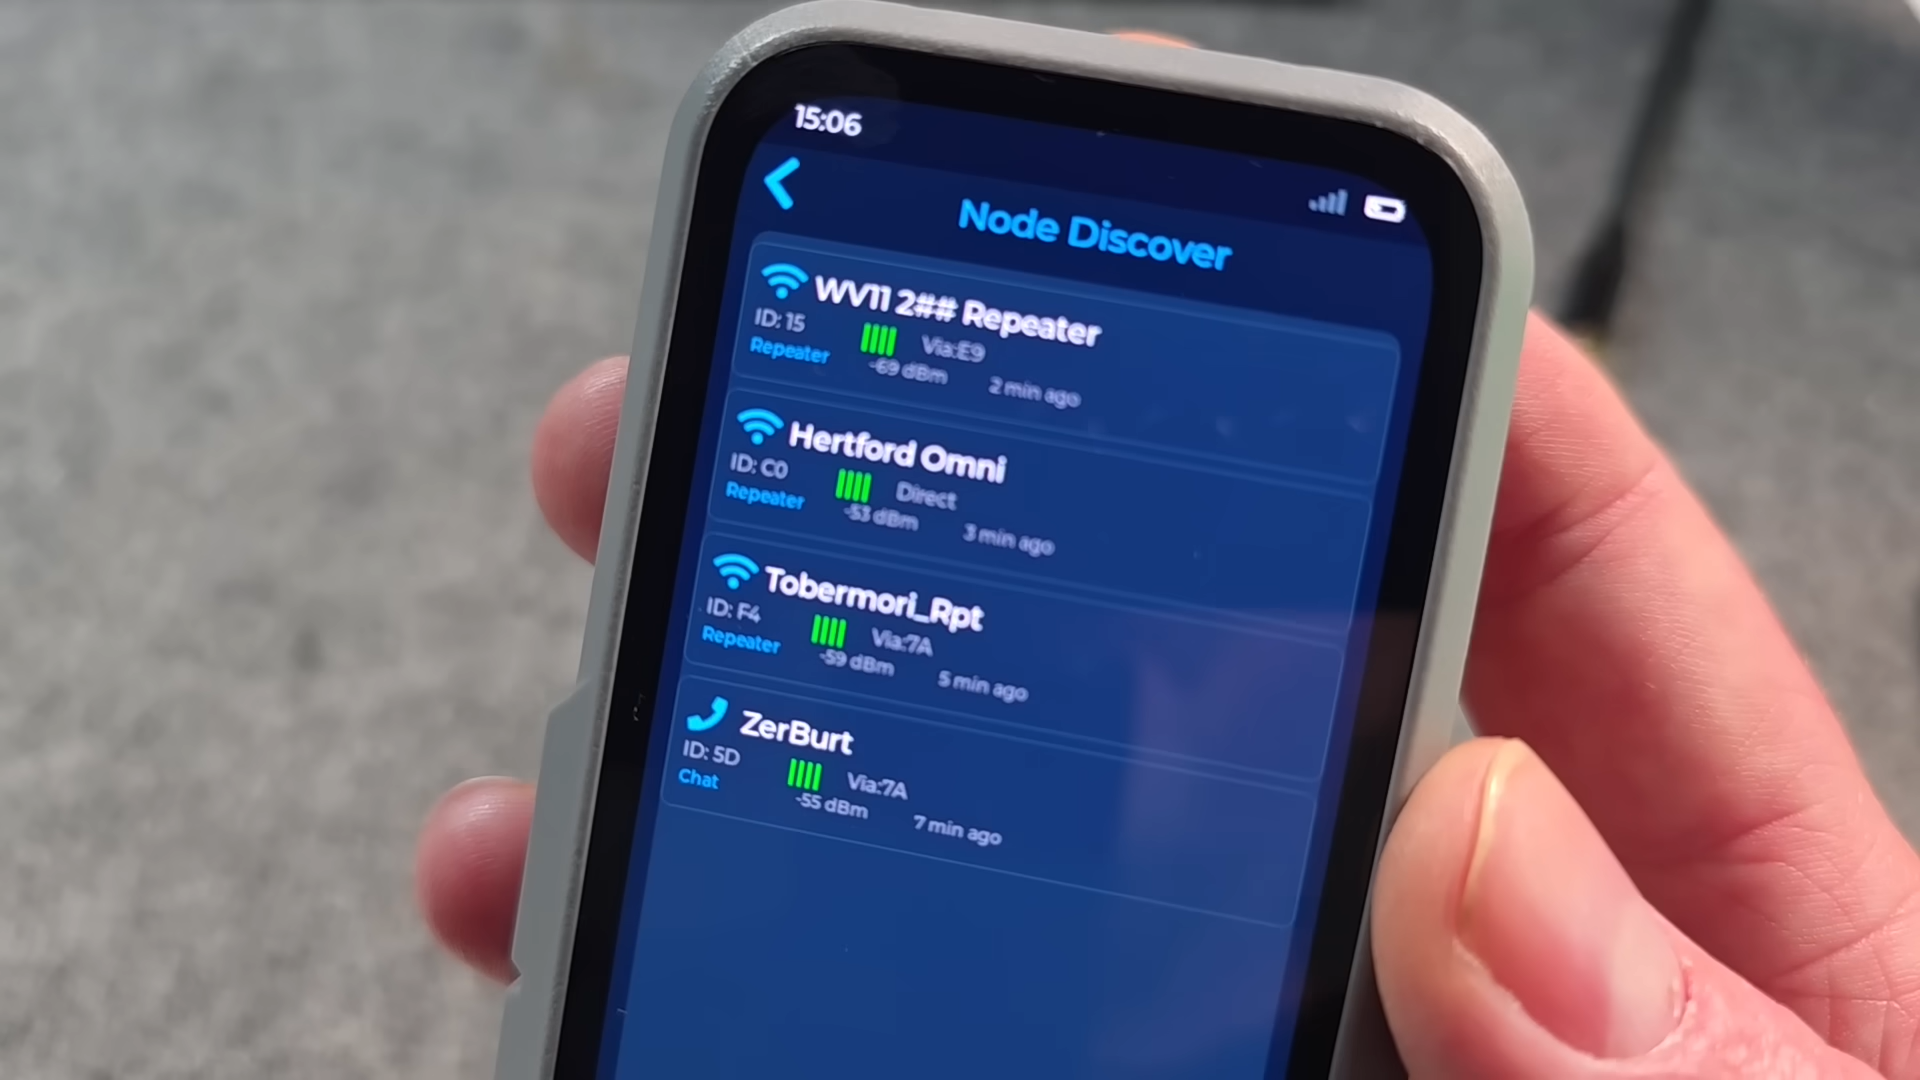 15:06
Node Discover
WV11 2## Repeater
ID: 15
Via:E9
Repeater
-69 dBm
2 min ago
Hertford Omni
ID: C0
Direct
Repeater
-53 dBm
3 min ago
Tobermori_Rpt
ID: F4
Via:7A
Repeater
-59 dBm
5 min ago
ZerBurt
ID: 5D
Via:7A
Chat
-55 dBm
7 min ago